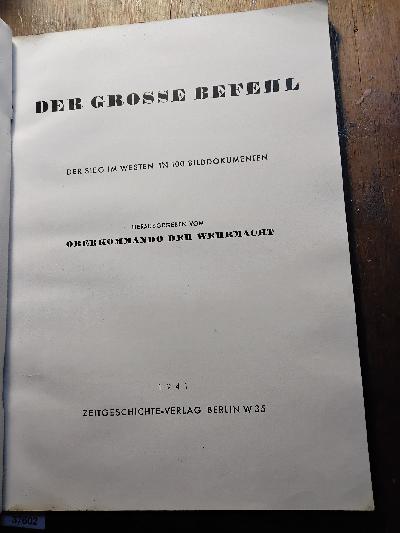 DER GROSSE BEFEHL
DER SIEG IM WESTEN IN 100 BILDDOKUMENTEN
HERAUSGEGEBEN VOM
OBERKOMMANDO DER WEHRMACHT
1941
ZEITGESCHICHTE-VERLAG BERLIN W 35
37602